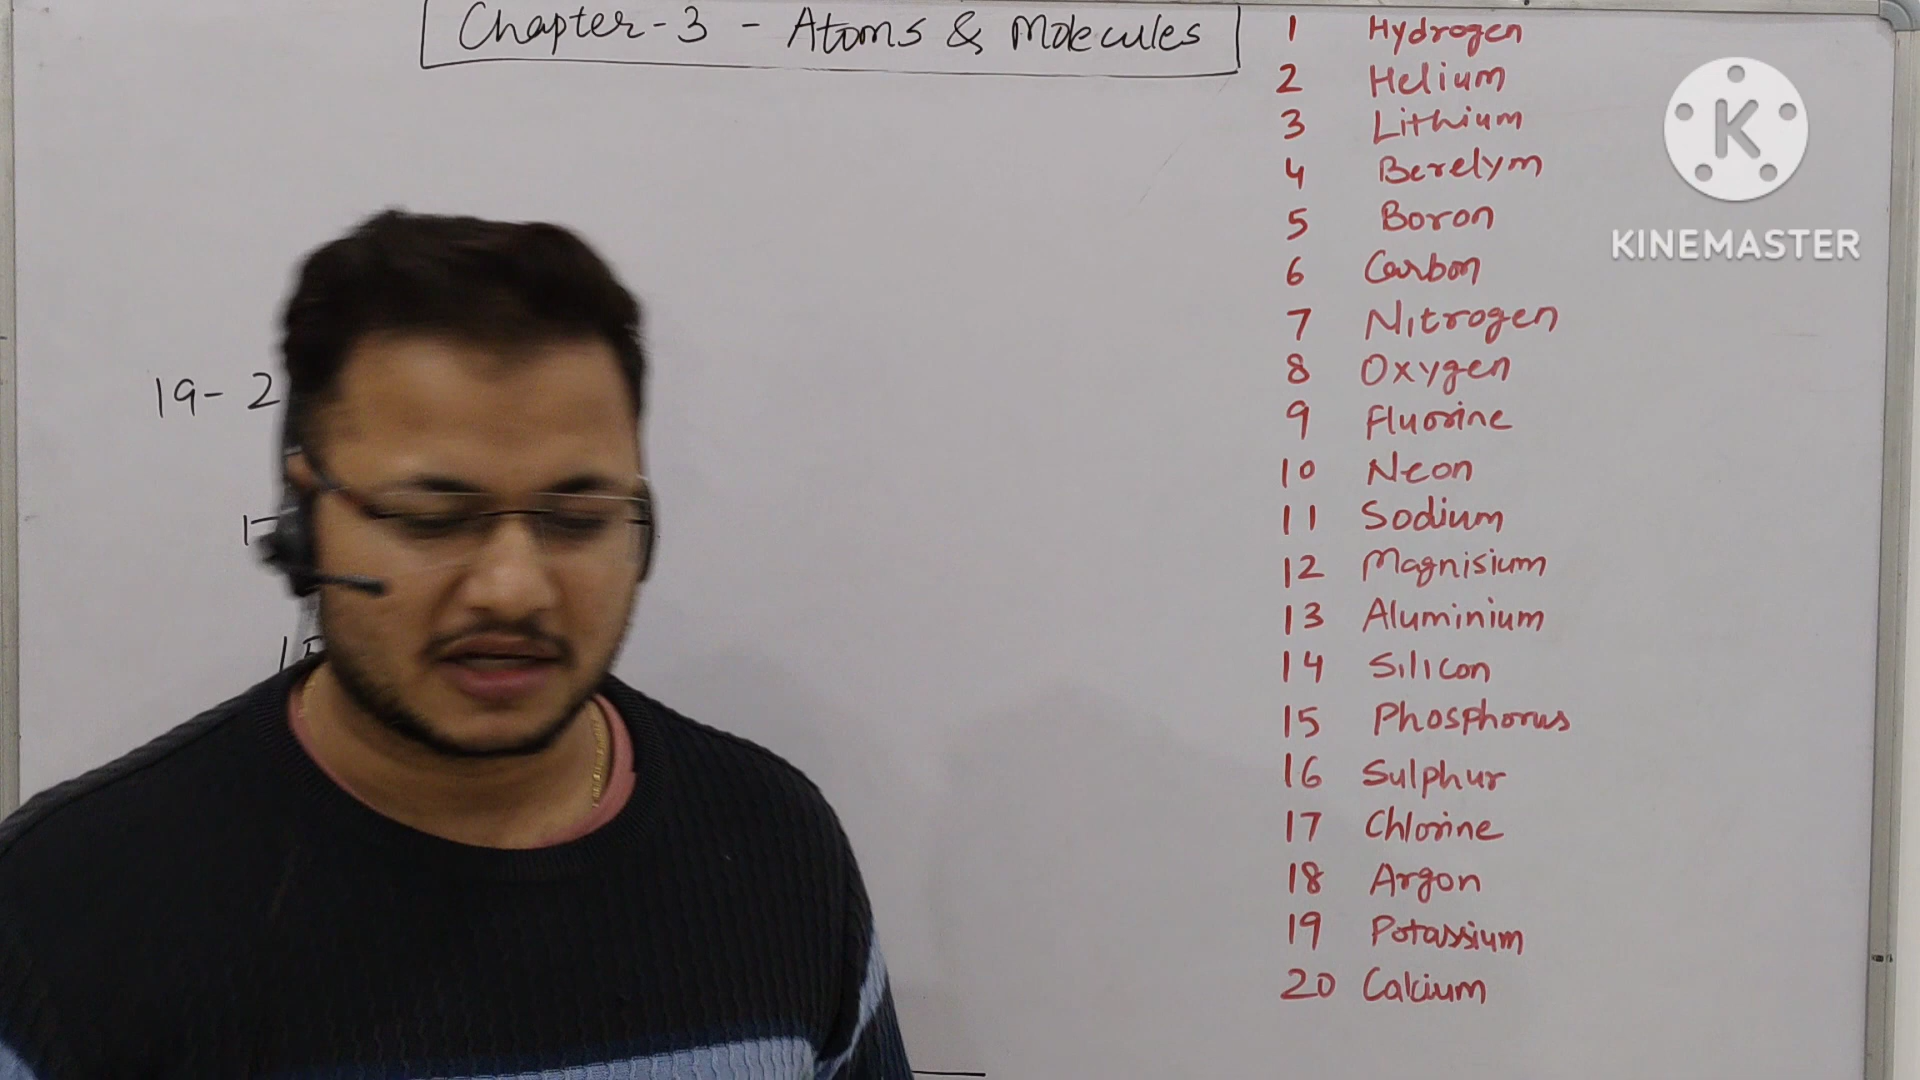 Chapter-3 - Atoms & Molecules
1 Hydrogen
2 Helium
3 Lithium
4 Berelym
5 Boron
6 Carbon
7 Nitrogen
8 Oxygen
9 Fluorine
10 Neon
11 Sodium
12 Magnisium
13 Aluminium
14 Silicon
15 Phosphorus
16 Sulphur
17 Chlorine
18 Argon
19 Potassium
20 Calcium
19- 2
K
KINEMASTER